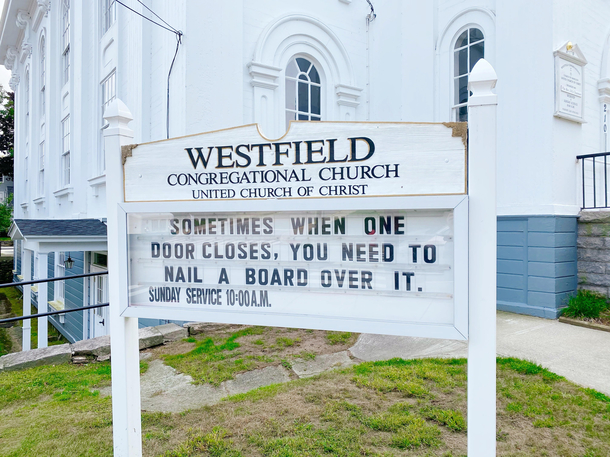 WESTFIELD
CONGREGATIONAL CHURCH
UNITED CHURCH OF CHRIST
SOMETIMES WHEN ONE
DOOR CLOSES, YOU NEED TO
NAIL A BOARD OVER IT.
SUNDAY SERVICE 10:00 A.M.